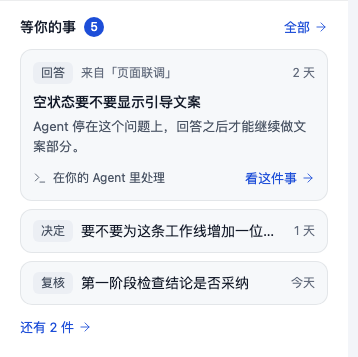 等你的事 5 全部 →
回答 来自「页面联调」 2 天
空状态要不要显示引导文案
Agent 停在这个问题上，回答之后才能继续做文
案部分。
>_ 在你的 Agent 里处理 看这件事 →
决定 要不要为这条工作线增加一位... 1 天
复核 第一阶段检查结论是否采纳 今天
还有 2 件 →